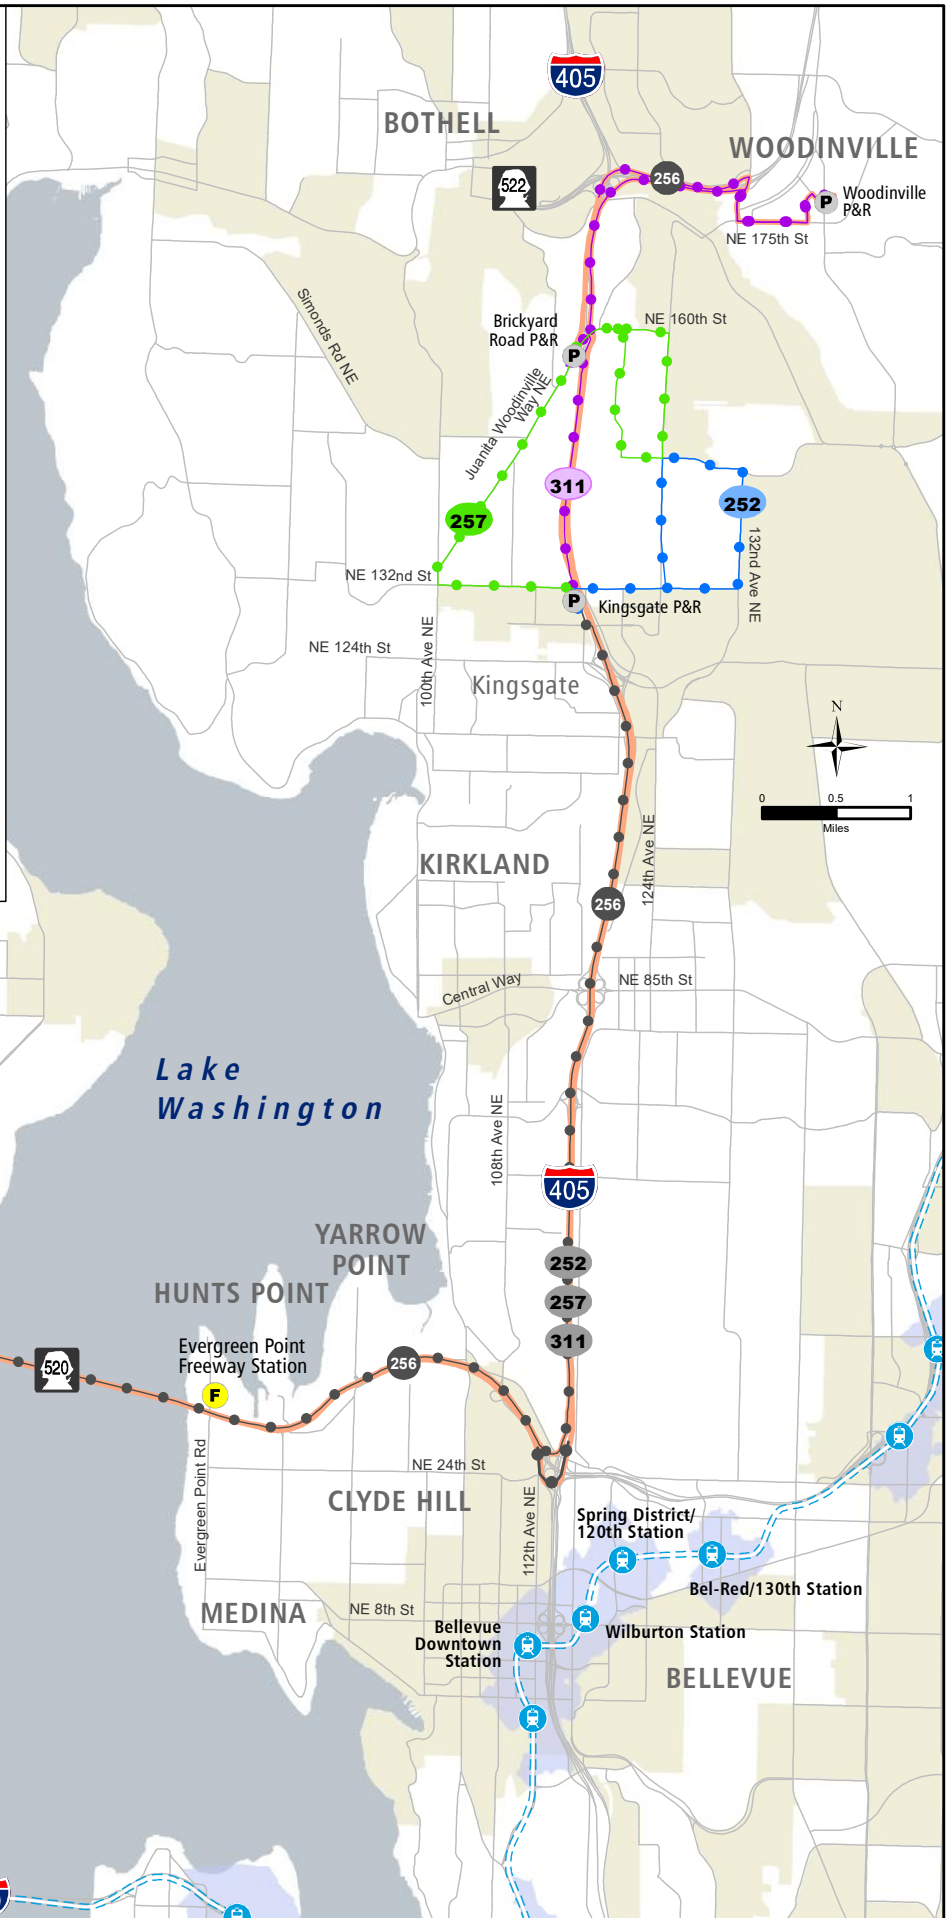 405
BOTHELL
WOODINVILLE
522
256
Woodinville
P&R
P
NE 175th St
Simonds Rd NE
Brickyard
Road P&R
P
NE 160th St
Juanita Woodinville
Way NE
311
257
252
132nd Ave NE
NE 132nd St
P
Kingsgate P&R
NE 124th St
100th Ave NE
Kingsgate
N
0 0.5 1
Miles
124th Ave NE
KIRKLAND
256
Central Way
NE 85th St
Lake
Washington
108th Ave NE
405
YARROW
POINT
HUNTS POINT
252
257
311
Evergreen Point
Freeway Station
520
256
F
Evergreen Point Rd
NE 24th St
CLYDE HILL
112th Ave NE
Spring District/
120th Station
Bel-Red/130th Station
NE 8th St
MEDINA
Bellevue
Downtown
Station
Wilburton Station
BELLEVUE